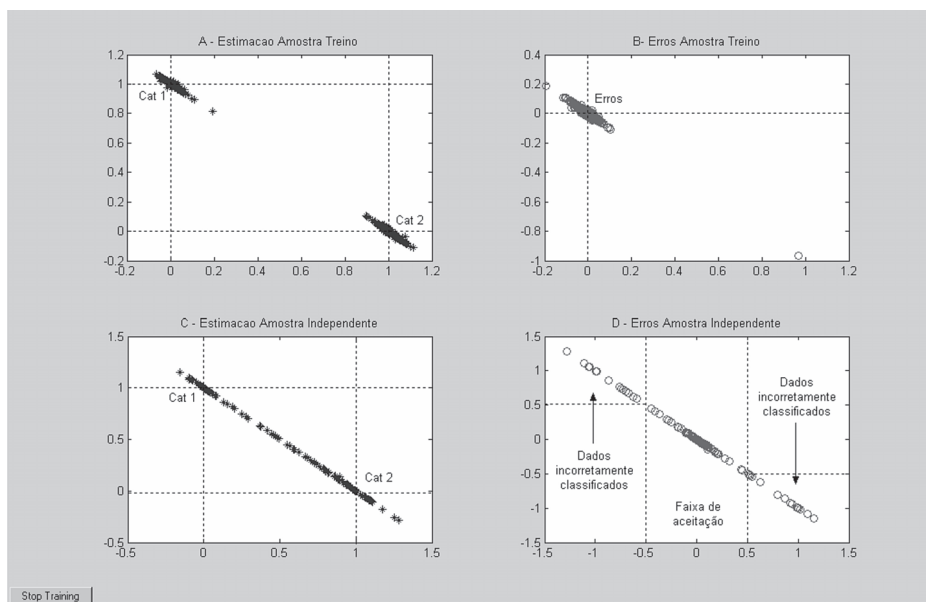 A - Estimacao Amostra Treino
1.2
1
0.8
0.6
0.4
0.2
0
-0.2
Cat 1
Cat 2
-0.2 0 0.2 0.4 0.6 0.8 1 1.2
B- Erros Amostra Treino
0.4
0.2
0
-0.2
-0.4
-0.6
-0.8
-1
Erros
-0.2 0 0.2 0.4 0.6 0.8 1 1.2
C - Estimacao Amostra Independente
1.5
1
0.5
0
-0.5
Cat 1
Cat 2
-0.5 0 0.5 1 1.5
D - Erros Amostra Independente
1.5
1
0.5
0
-0.5
-1
-1.5
Dados
incorretamente
classificados
Dados
incorretamente
classificados
Faixa de
aceitação
-1.5 -1 -0.5 0 0.5 1 1.5
Stop Training